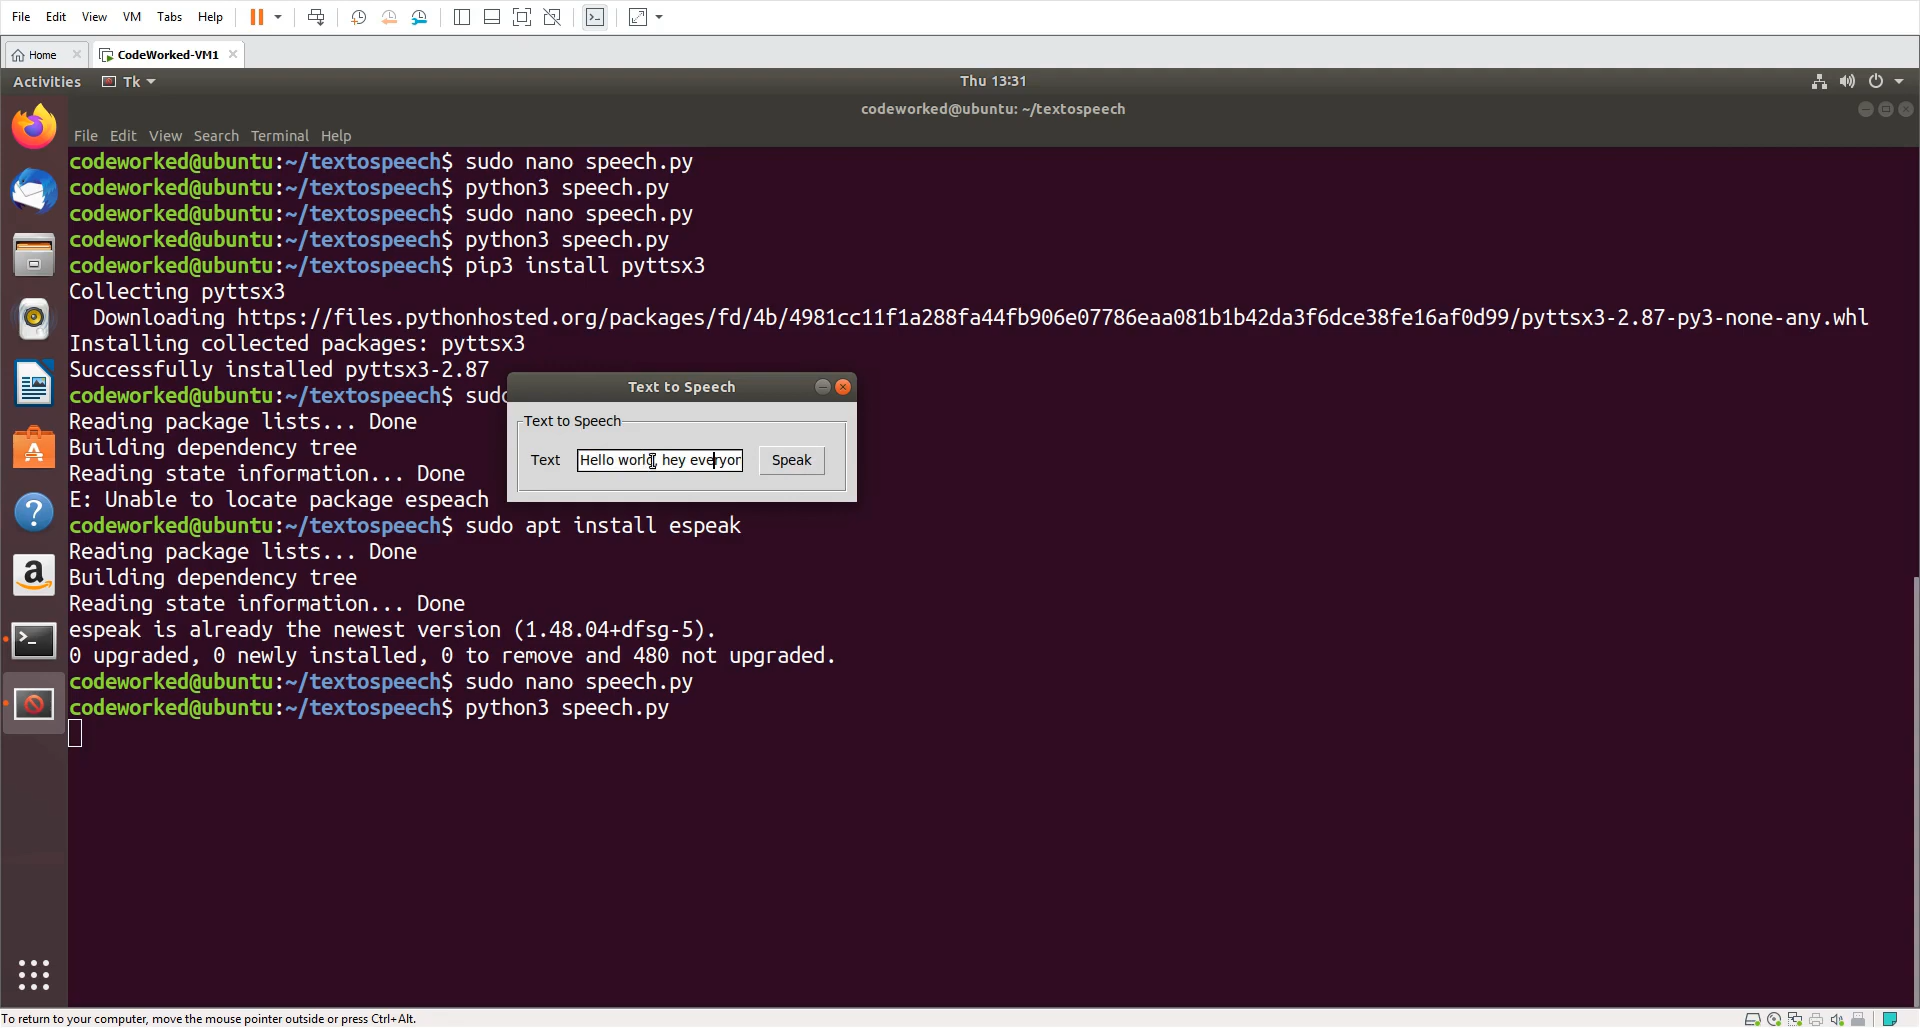 File Edit View VM Tabs Help
Home CodeWorked-VM1
Activities Tk Thu 13:31
codeworked@ubuntu: ~/textospeech
File Edit View Search Terminal Help
codeworked@ubuntu:~/textospeech$ sudo nano speech.py
codeworked@ubuntu:~/textospeech$ python3 speech.py
codeworked@ubuntu:~/textospeech$ sudo nano speech.py
codeworked@ubuntu:~/textospeech$ python3 speech.py
codeworked@ubuntu:~/textospeech$ pip3 install pyttsx3
Collecting pyttsx3
Downloading https://files.pythonhosted.org/packages/fd/4b/4981cc11f1a288fa44fb906e07786eaa081b1b42da3f6dce38fe16af0d99/pyttsx3-2.87-py3-none-any.whl
Installing collected packages: pyttsx3
Successfully installed pyttsx3-2.87
codeworked@ubuntu:~/textospeech$
Reading package lists... Done
Building dependency tree
Reading state information... Done
E: Unable to locate package espeach
codeworked@ubuntu:~/textospeech$ sudo apt install espeak
Reading package lists... Done
Building dependency tree
Reading state information... Done
espeak is already the newest version (1.48.04+dfsg-5).
0 upgraded, 0 newly installed, 0 to remove and 480 not upgraded.
codeworked@ubuntu:~/textospeech$ sudo nano speech.py
codeworked@ubuntu:~/textospeech$ python3 speech.py
Text to Speech
Text to Speech
Text Hello world, hey everyon Speak
To return to your computer, move the mouse pointer outside or press Ctrl+Alt.